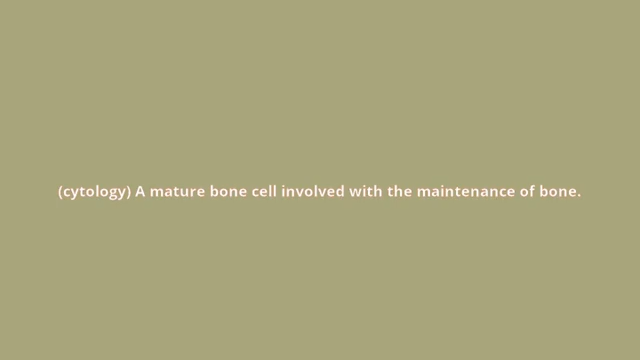 (cytology) A mature bone cell involved with the maintenance of bone.